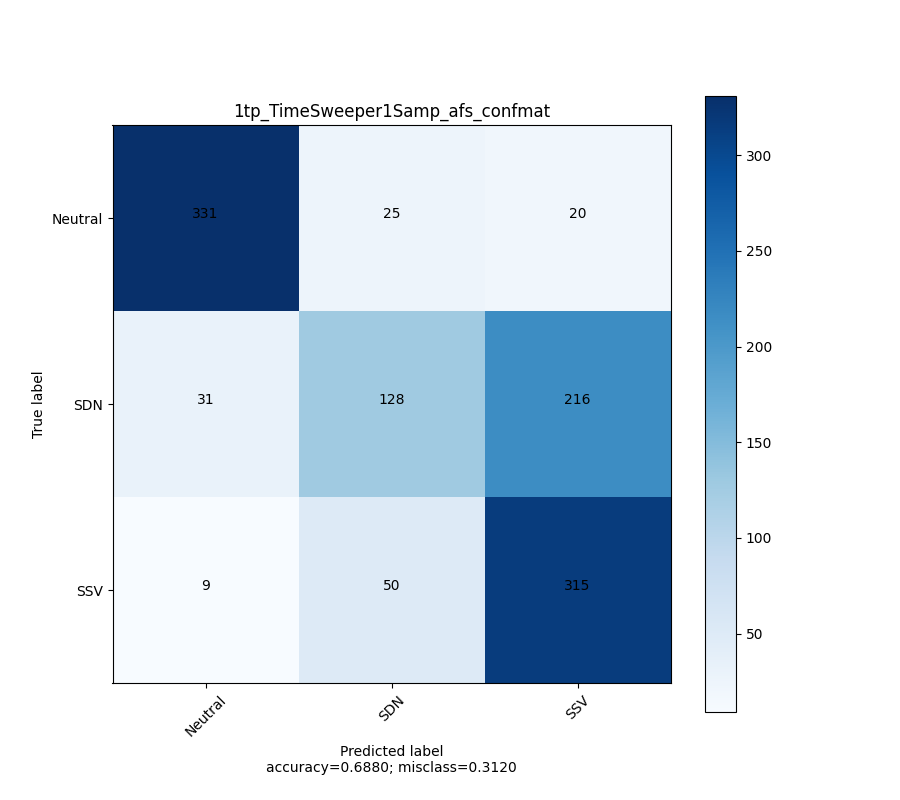 1tp_TimeSweeper1Samp_afs_confmat
Neutral
331
25
20
SDN
31
128
216
SSV
9
50
315
Neutral
SDN
SSV
True label
Predicted label
accuracy=0.6880; misclass=0.3120
300
250
200
150
100
50